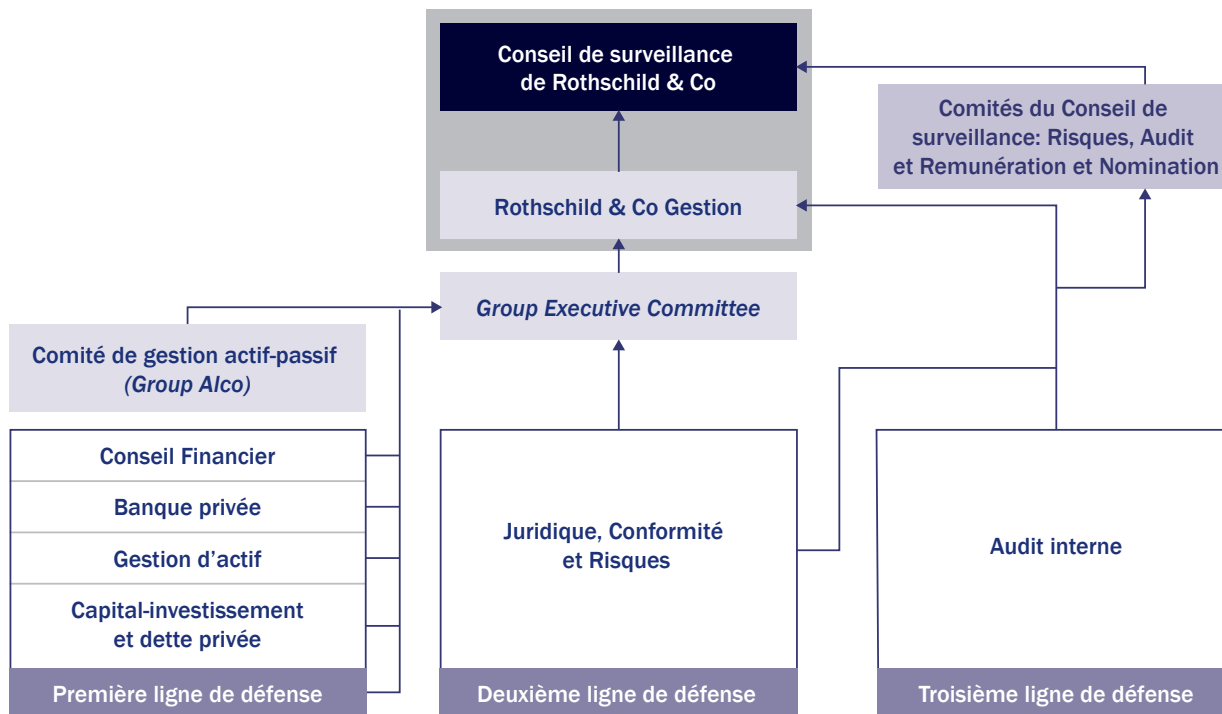 Conseil de surveillance
de Rothschild & Co
Comités du Conseil de
surveillance: Risques, Audit
et Remunération et Nomination
Rothschild & Co Gestion
Group Executive Committee
Comité de gestion actif-passif
(Group Alco)
Conseil Financier
Banque privée
Gestion d’actif
Capital-investissement
et dette privée
Première ligne de défense
Juridique, Conformité
et Risques
Deuxième ligne de défense
Audit interne
Troisième ligne de défense